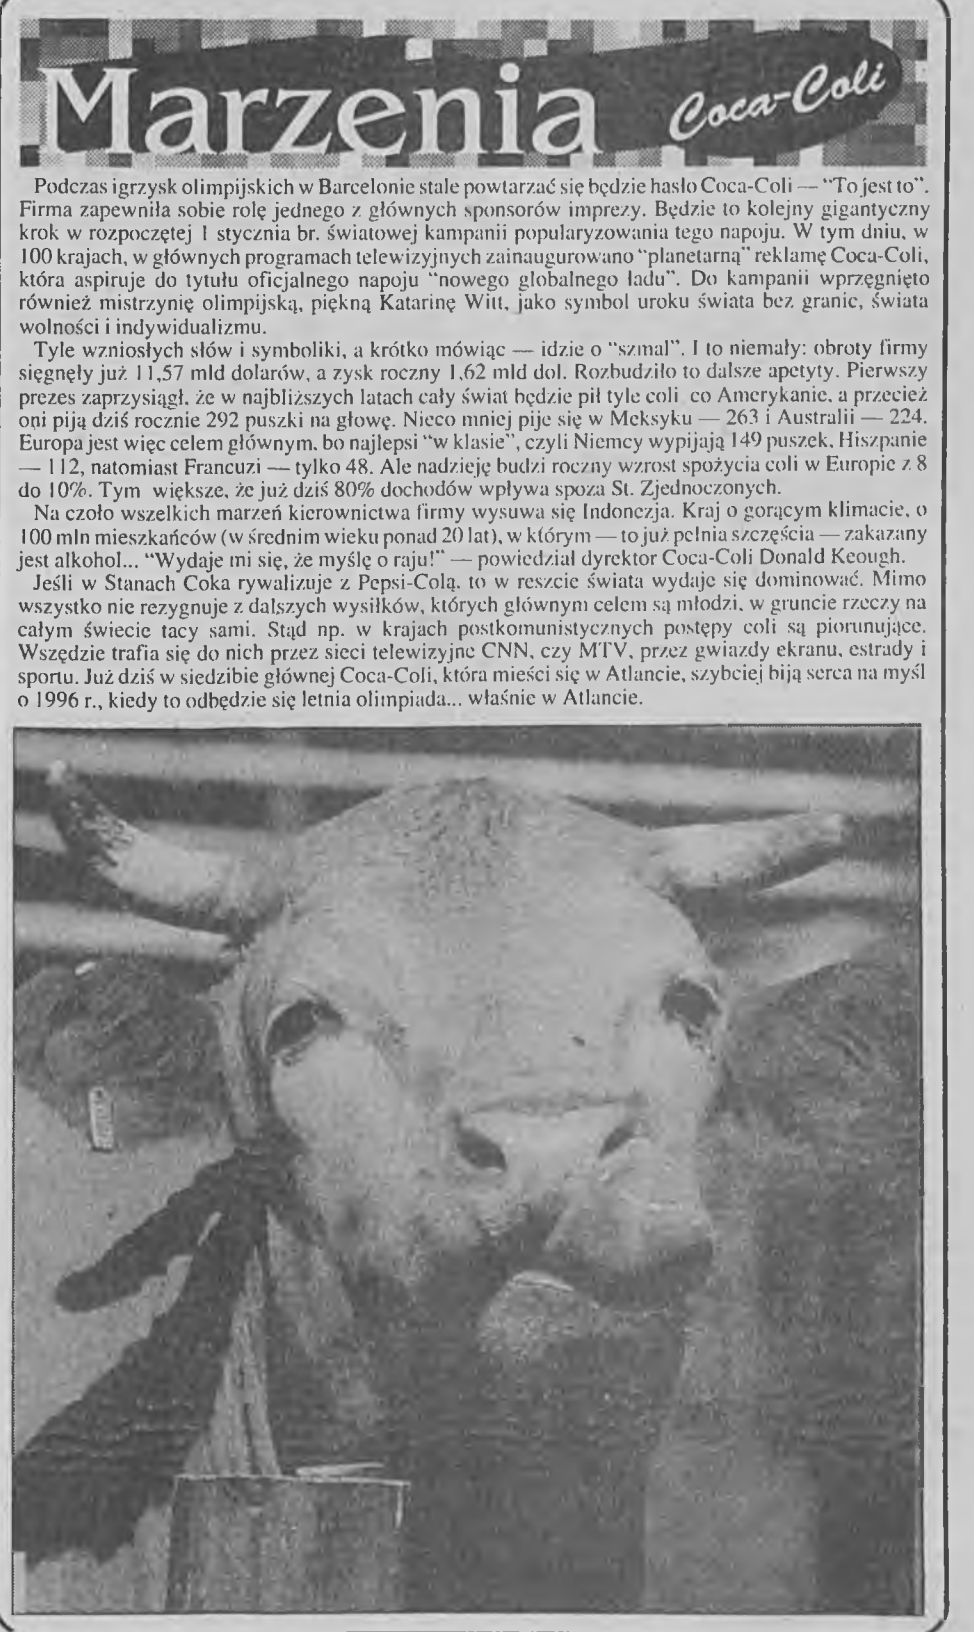 Marzenia Coca-Coli
Podczas igrzysk olimpijskich w Barcelonie stale powtarzać się będzie hasło Coca-Coli — "To jest to".
Firma zapewniła sobie rolę jednego z głównych sponsorów imprezy. Będzie to kolejny gigantyczny
krok w rozpoczętej 1 stycznia br. światowej kampanii popularyzowania tego napoju. W tym dniu, w
100 krajach, w głównych programach telewizyjnych zainaugurowano "planetarną" reklamę Coca-Coli,
która aspiruje do tytułu oficjalnego napoju "nowego globalnego ładu". Do kampanii wprzęgnięto
również mistrzynię olimpijską, piękną Katarinę Witt, jako symbol uroku świata bez granic, świata
wolności i indywidualizmu.
Tyle wzniosłych słów i symboliki, a krótko mówiąc — idzie o "szmal". I to niemały: obroty firmy
sięgnęły już 11,57 mld dolarów, a zysk roczny 1,62 mld dol. Rozbudziło to dalsze apetyty. Pierwszy
prezes zaprzysiągł, że w najbliższych latach cały świat będzie pił tyle coli co Amerykanie, a przecież
oni piją dziś rocznie 292 puszki na głowę. Nieco mniej pije się w Meksyku — 263 i Australii — 224.
Europa jest więc celem głównym, bo najlepsi "w klasie", czyli Niemcy wypijają 149 puszek, Hiszpanie
— 112, natomiast Francuzi — tylko 48. Ale nadzieję budzi roczny wzrost spożycia coli w Europie z 8
do 10%. Tym większe, że już dziś 80% dochodów wpływa spoza St. Zjednoczonych.
Na czoło wszelkich marzeń kierownictwa firmy wysuwa się Indonezja. Kraj o gorącym klimacie, o
100 mln mieszkańców (w średnim wieku ponad 20 lat), w którym — to już pełnia szczęścia — zakazany
jest alkohol... "Wydaje mi się, że myślę o raju!" — powiedział dyrektor Coca-Coli Donald Keough.
Jeśli w Stanach Coka rywalizuje z Pepsi-Colą, to w reszcie świata wydaje się dominować. Mimo
wszystko nie rezygnuje z dalszych wysiłków, których głównym celem są młodzi, w gruncie rzeczy na
całym świecie tacy sami. Stąd np. w krajach postkomunistycznych postępy coli są piorunujące.
Wszędzie trafia się do nich przez sieci telewizyjne CNN, czy MTV, przez gwiazdy ekranu, estrady i
sportu. Już dziś w siedzibie głównej Coca-Coli, która mieści się w Atlancie, szybciej biją serca na myśl
o 1996 r., kiedy to odbędzie się letnia olimpiada... właśnie w Atlancie.